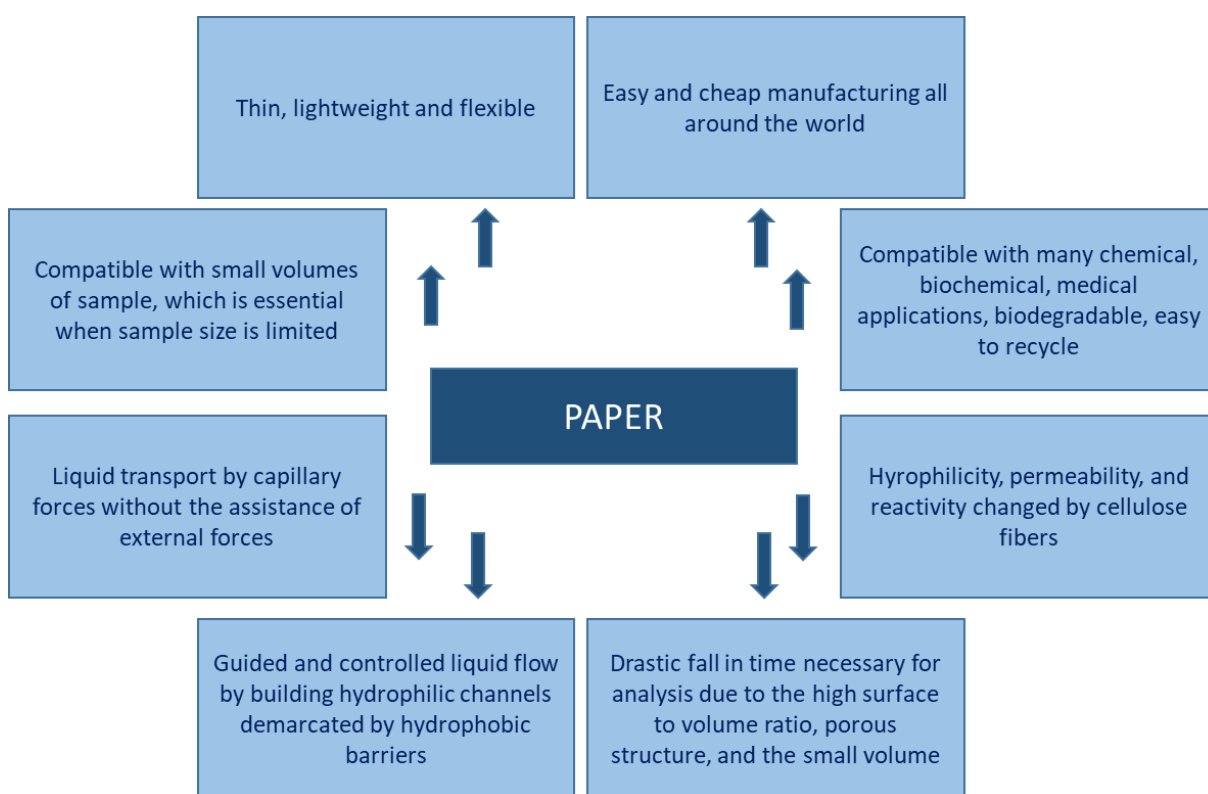 Thin, lightweight and flexible
Easy and cheap manufacturing all
around the world
Compatible with small volumes
of sample, which is essential
when sample size is limited
Compatible with many chemical,
biochemical, medical
applications, biodegradable, easy
to recycle
PAPER
Liquid transport by capillary
forces without the assistance of
external forces
Hyrophilicity, permeability, and
reactivity changed by cellulose
fibers
Guided and controlled liquid flow
by building hydrophilic channels
demarcated by hydrophobic
barriers
Drastic fall in time necessary for
analysis due to the high surface
to volume ratio, porous
structure, and the small volume